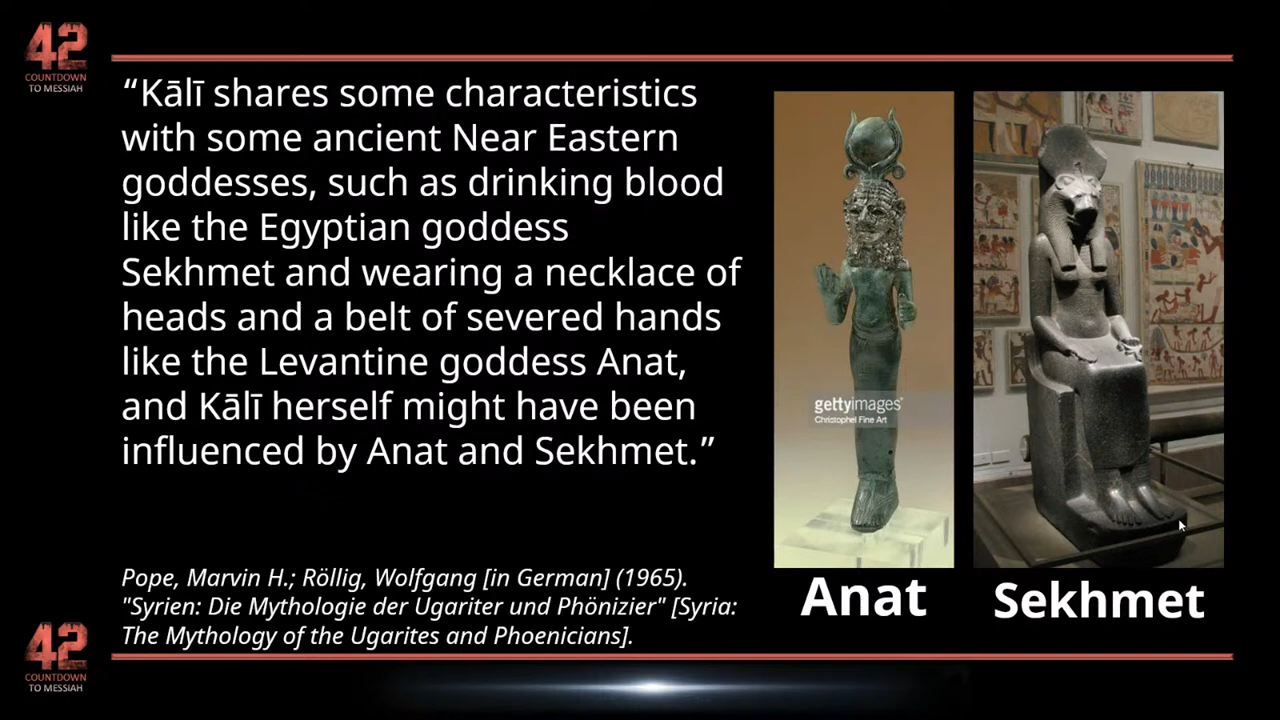 42
COUNTDOWN
TO MESSIAH
“Kālī shares some characteristics
with some ancient Near Eastern
goddesses, such as drinking blood
like the Egyptian goddess
Sekhmet and wearing a necklace of
heads and a belt of severed hands
like the Levantine goddess Anat,
and Kālī herself might have been
influenced by Anat and Sekhmet.”
Pope, Marvin H.; Röllig, Wolfgang [in German] (1965).
"Syrien: Die Mythologie der Ugariter und Phönizier" [Syria:
The Mythology of the Ugarites and Phoenicians].
gettyimages®
Christophel Fine Art
Anat
Sekhmet
42
COUNTDOWN
TO MESSIAH